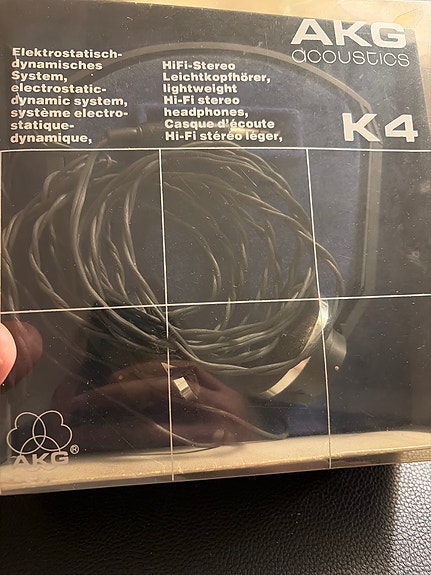 AKG
acoustics
K4
Elektrostatisch-
dynamisches
System,
electrostatic-
dynamic system,
système electro-
statique-
dynamique,
HiFi-Stereo
Leichtkopfhörer,
lightweight
Hi-Fi stereo
headphones,
Casque d'écoute
Hi-Fi stéréo léger,
AKG®